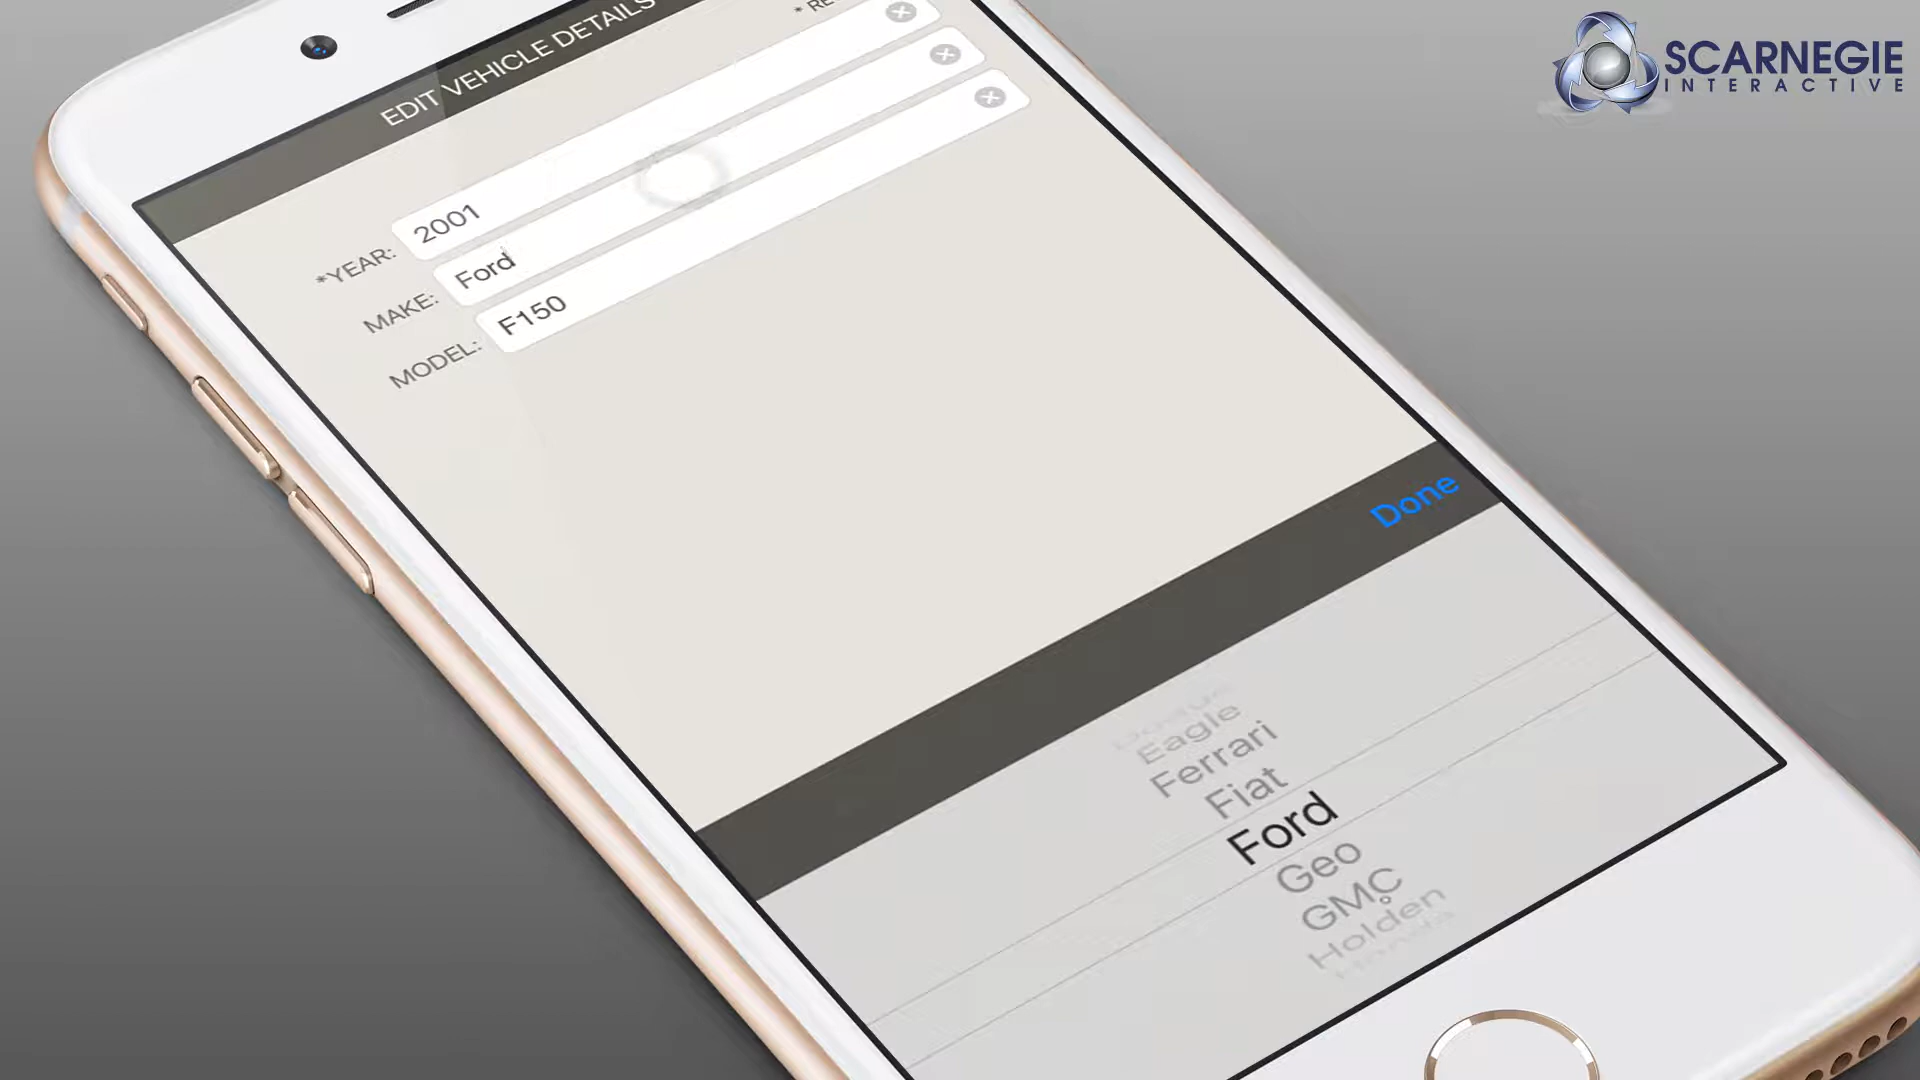 SCARNEGIE
INTERACTIVE
EDIT VEHICLE DETAILS
*YEAR: 2001
MAKE: Ford
MODEL: F150
Done
Eagle
Ferrari
Fiat
Ford
Geo
GMC
Holden